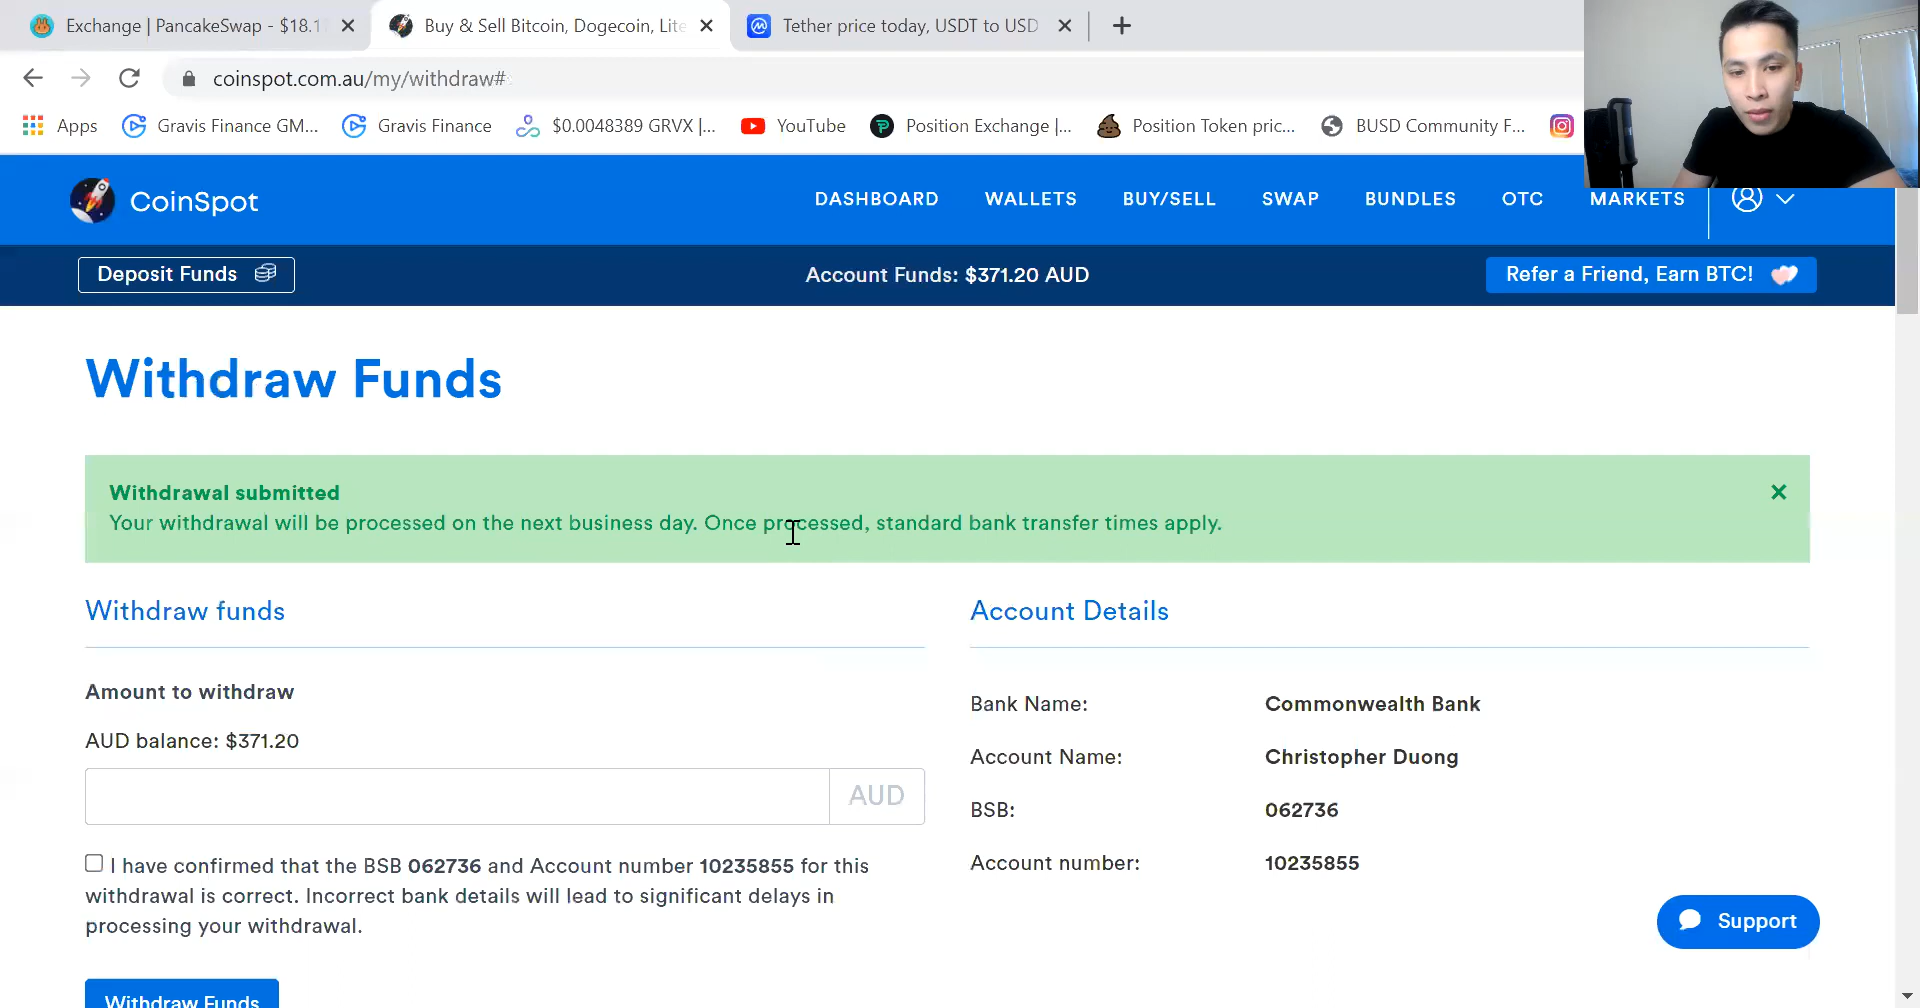 Exchange | PancakeSwap - $18.1
Buy & Sell Bitcoin, Dogecoin, Lite
Tether price today, USDT to USD
coinspot.com.au/my/withdraw#
Apps
Gravis Finance GM...
Gravis Finance
$0.0048389 GRVX |...
YouTube
Position Exchange |...
Position Token pric...
BUSD Community F...
CoinSpot
DASHBOARD
WALLETS
BUY/SELL
SWAP
BUNDLES
OTC
MARKETS
Deposit Funds
Account Funds: $371.20 AUD
Refer a Friend, Earn BTC!
Withdraw Funds
Withdrawal submitted
Your withdrawal will be processed on the next business day. Once processed, standard bank transfer times apply.
Withdraw funds
Amount to withdraw
AUD balance: $371.20
AUD
I have confirmed that the BSB 062736 and Account number 10235855 for this
withdrawal is correct. Incorrect bank details will lead to significant delays in
processing your withdrawal.
Withdraw Funds
Account Details
Bank Name: Commonwealth Bank
Account Name: Christopher Duong
BSB: 062736
Account number: 10235855
Support